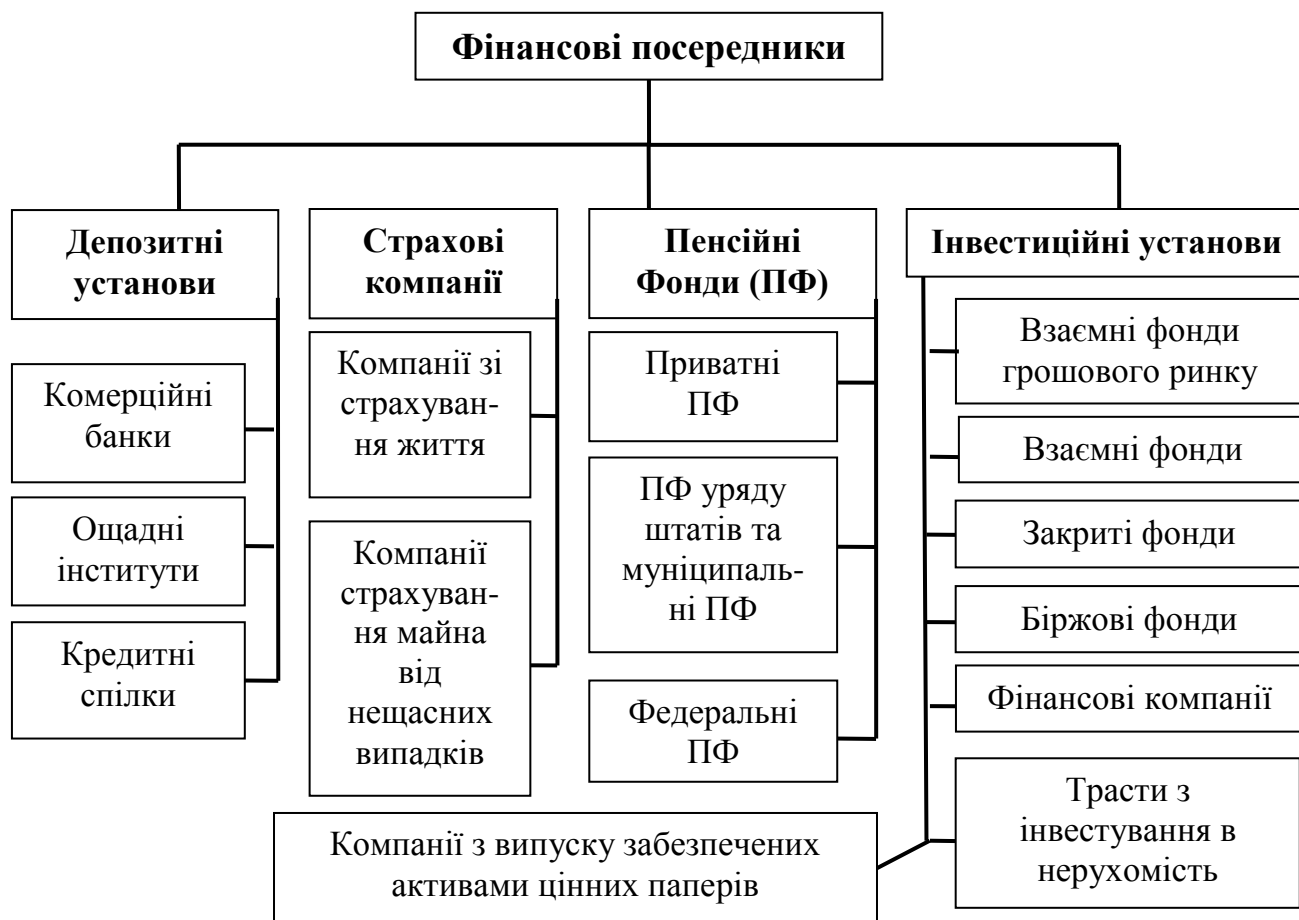 Фінансові посередники
Депозитні
установи
Комерційні
банки
Ощадні
інститути
Кредитні
спілки
Страхові
компанії
Компанії зі
страхуван-
ня життя
Компанії
страхуван-
ня майна
від
нещасних
випадків
Пенсійні
Фонди (ПФ)
Приватні
ПФ
ПФ уряду
штатів та
муніципаль-
ні ПФ
Федеральні
ПФ
Інвестиційні установи
Взаємні фонди
грошового ринку
Взаємні фонди
Закриті фонди
Біржові фонди
Фінансові компанії
Трасти з
інвестування в
нерухомість
Компанії з випуску забезпечених
активами цінних паперів